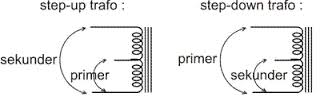 step-up trafo :
step-down trafo :
sekunder
primer
primer
sekunder